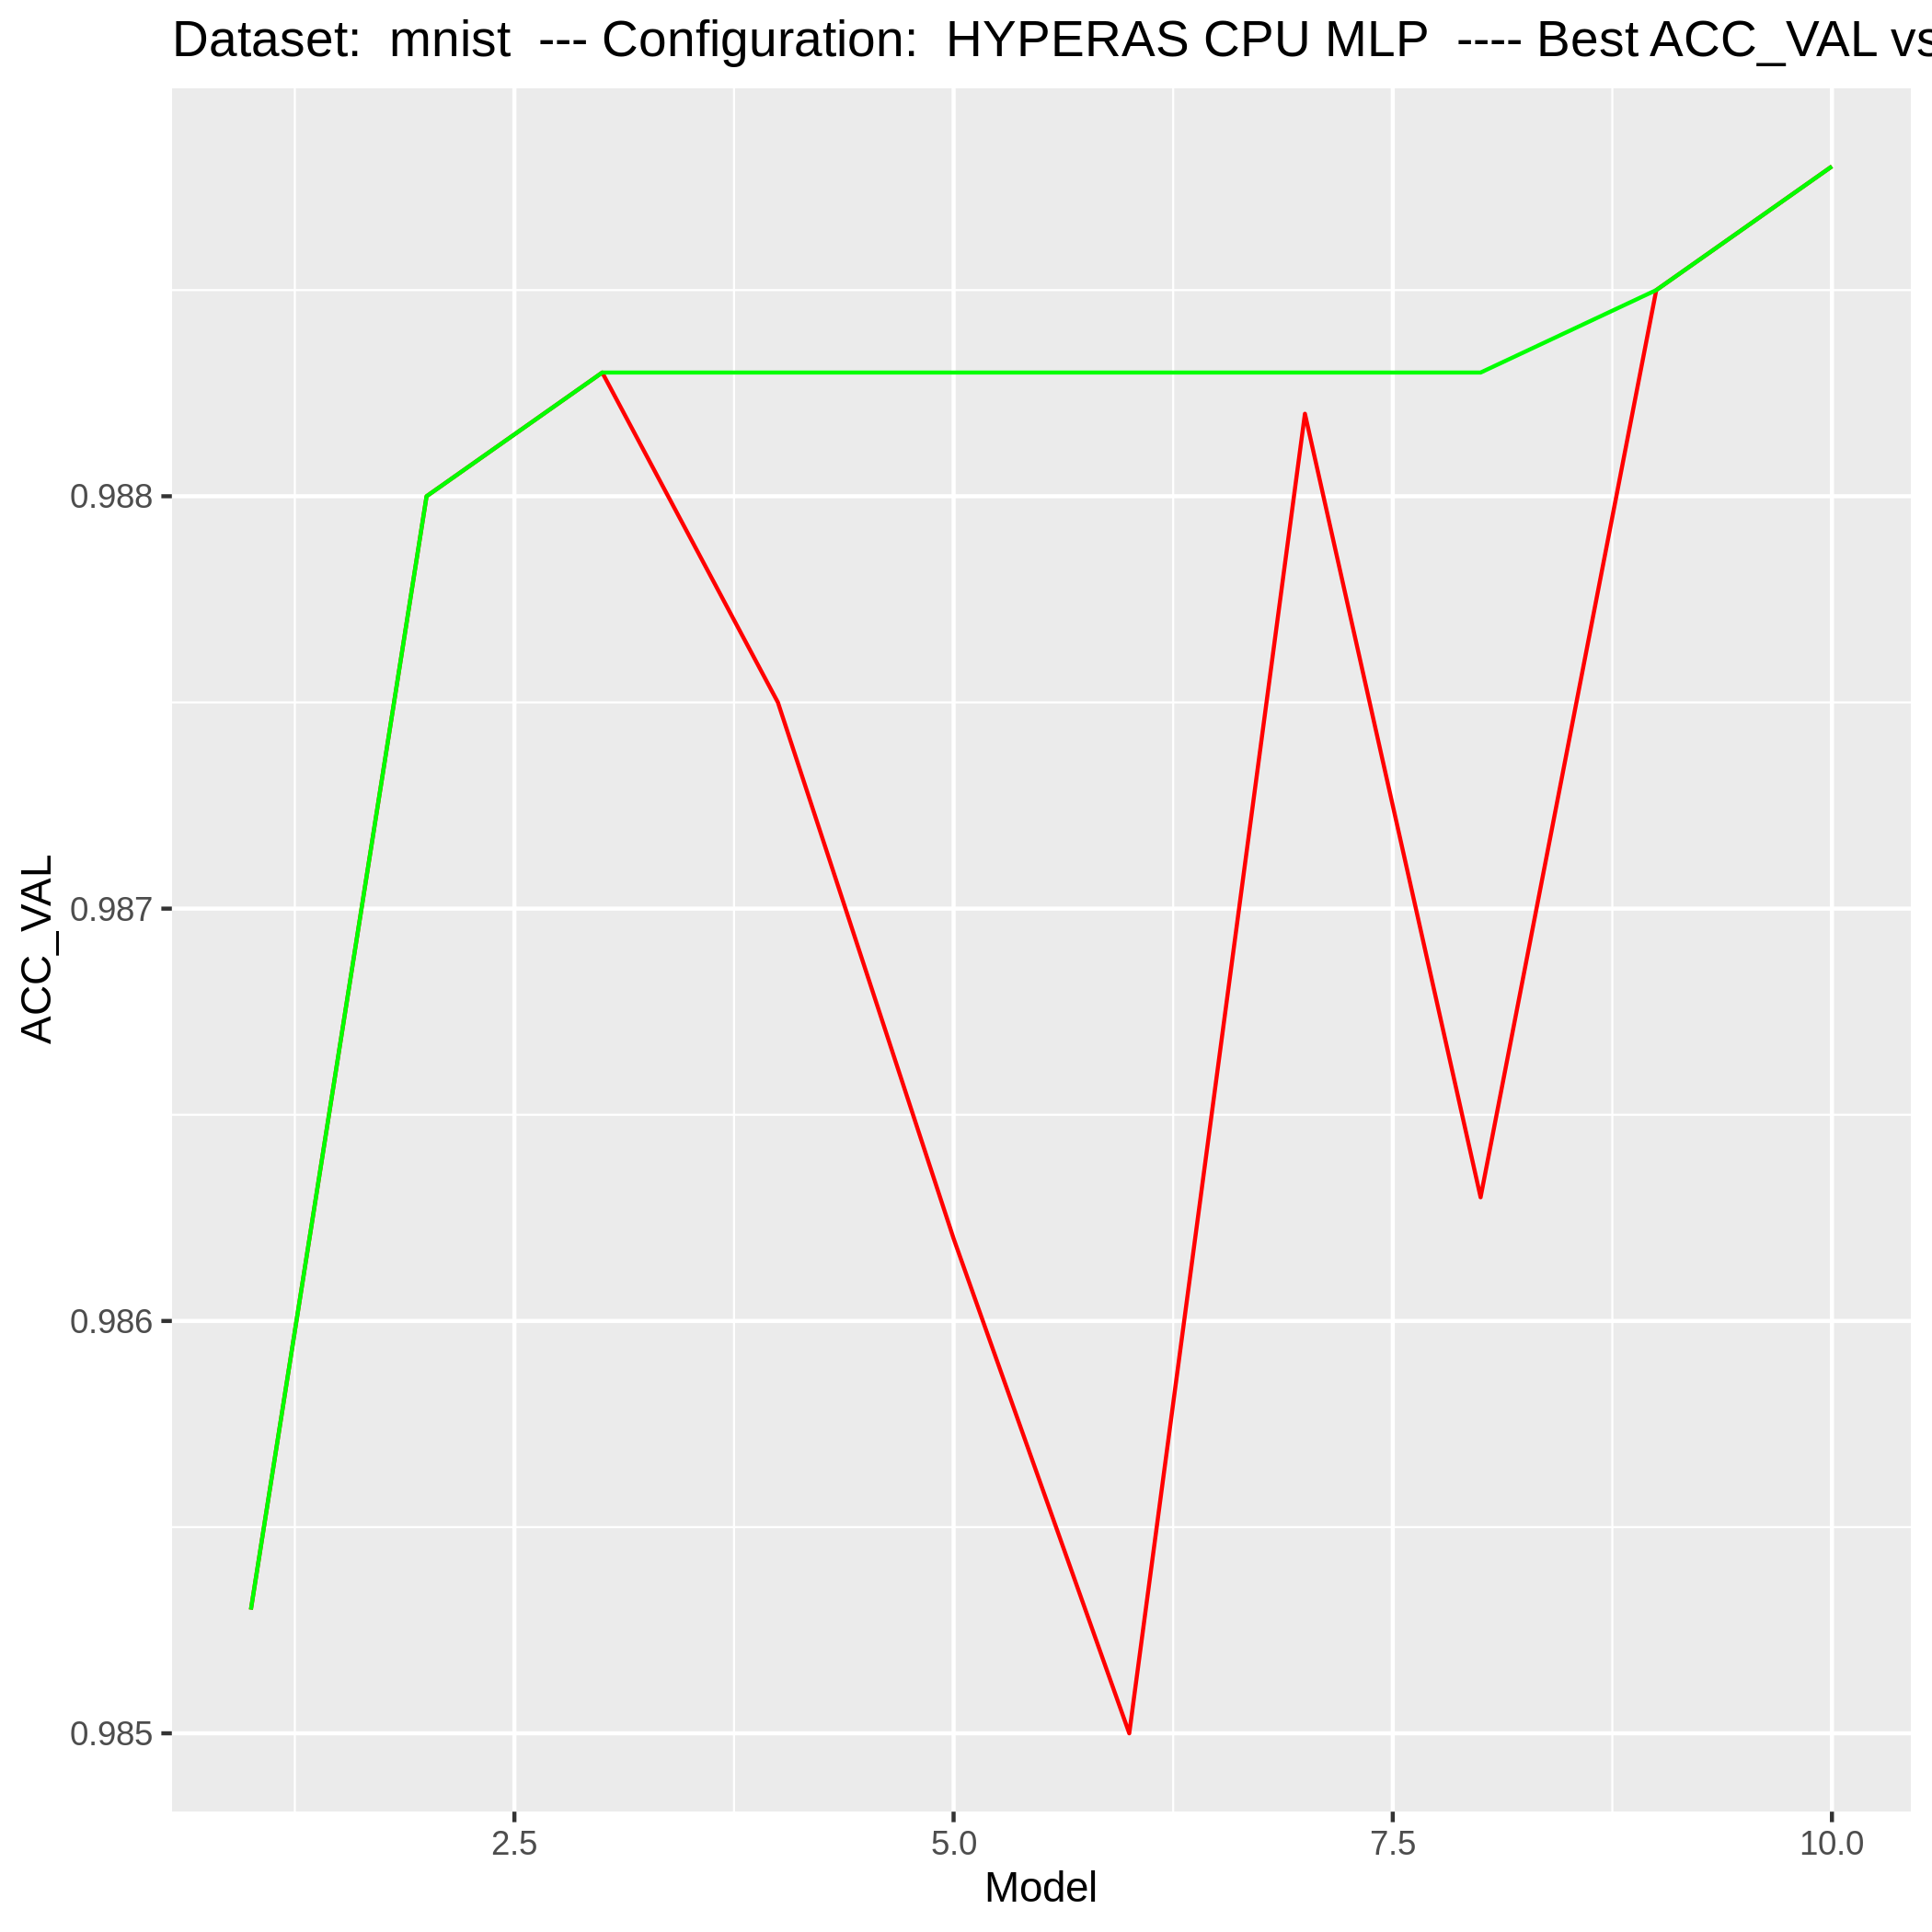 Dataset:  mnist  --- Configuration:  HYPERAS CPU MLP  ---- Best ACC_VAL vs
ACC_VAL
0.988
0.987
0.986
0.985
2.5 5.0 7.5 10.0
Model